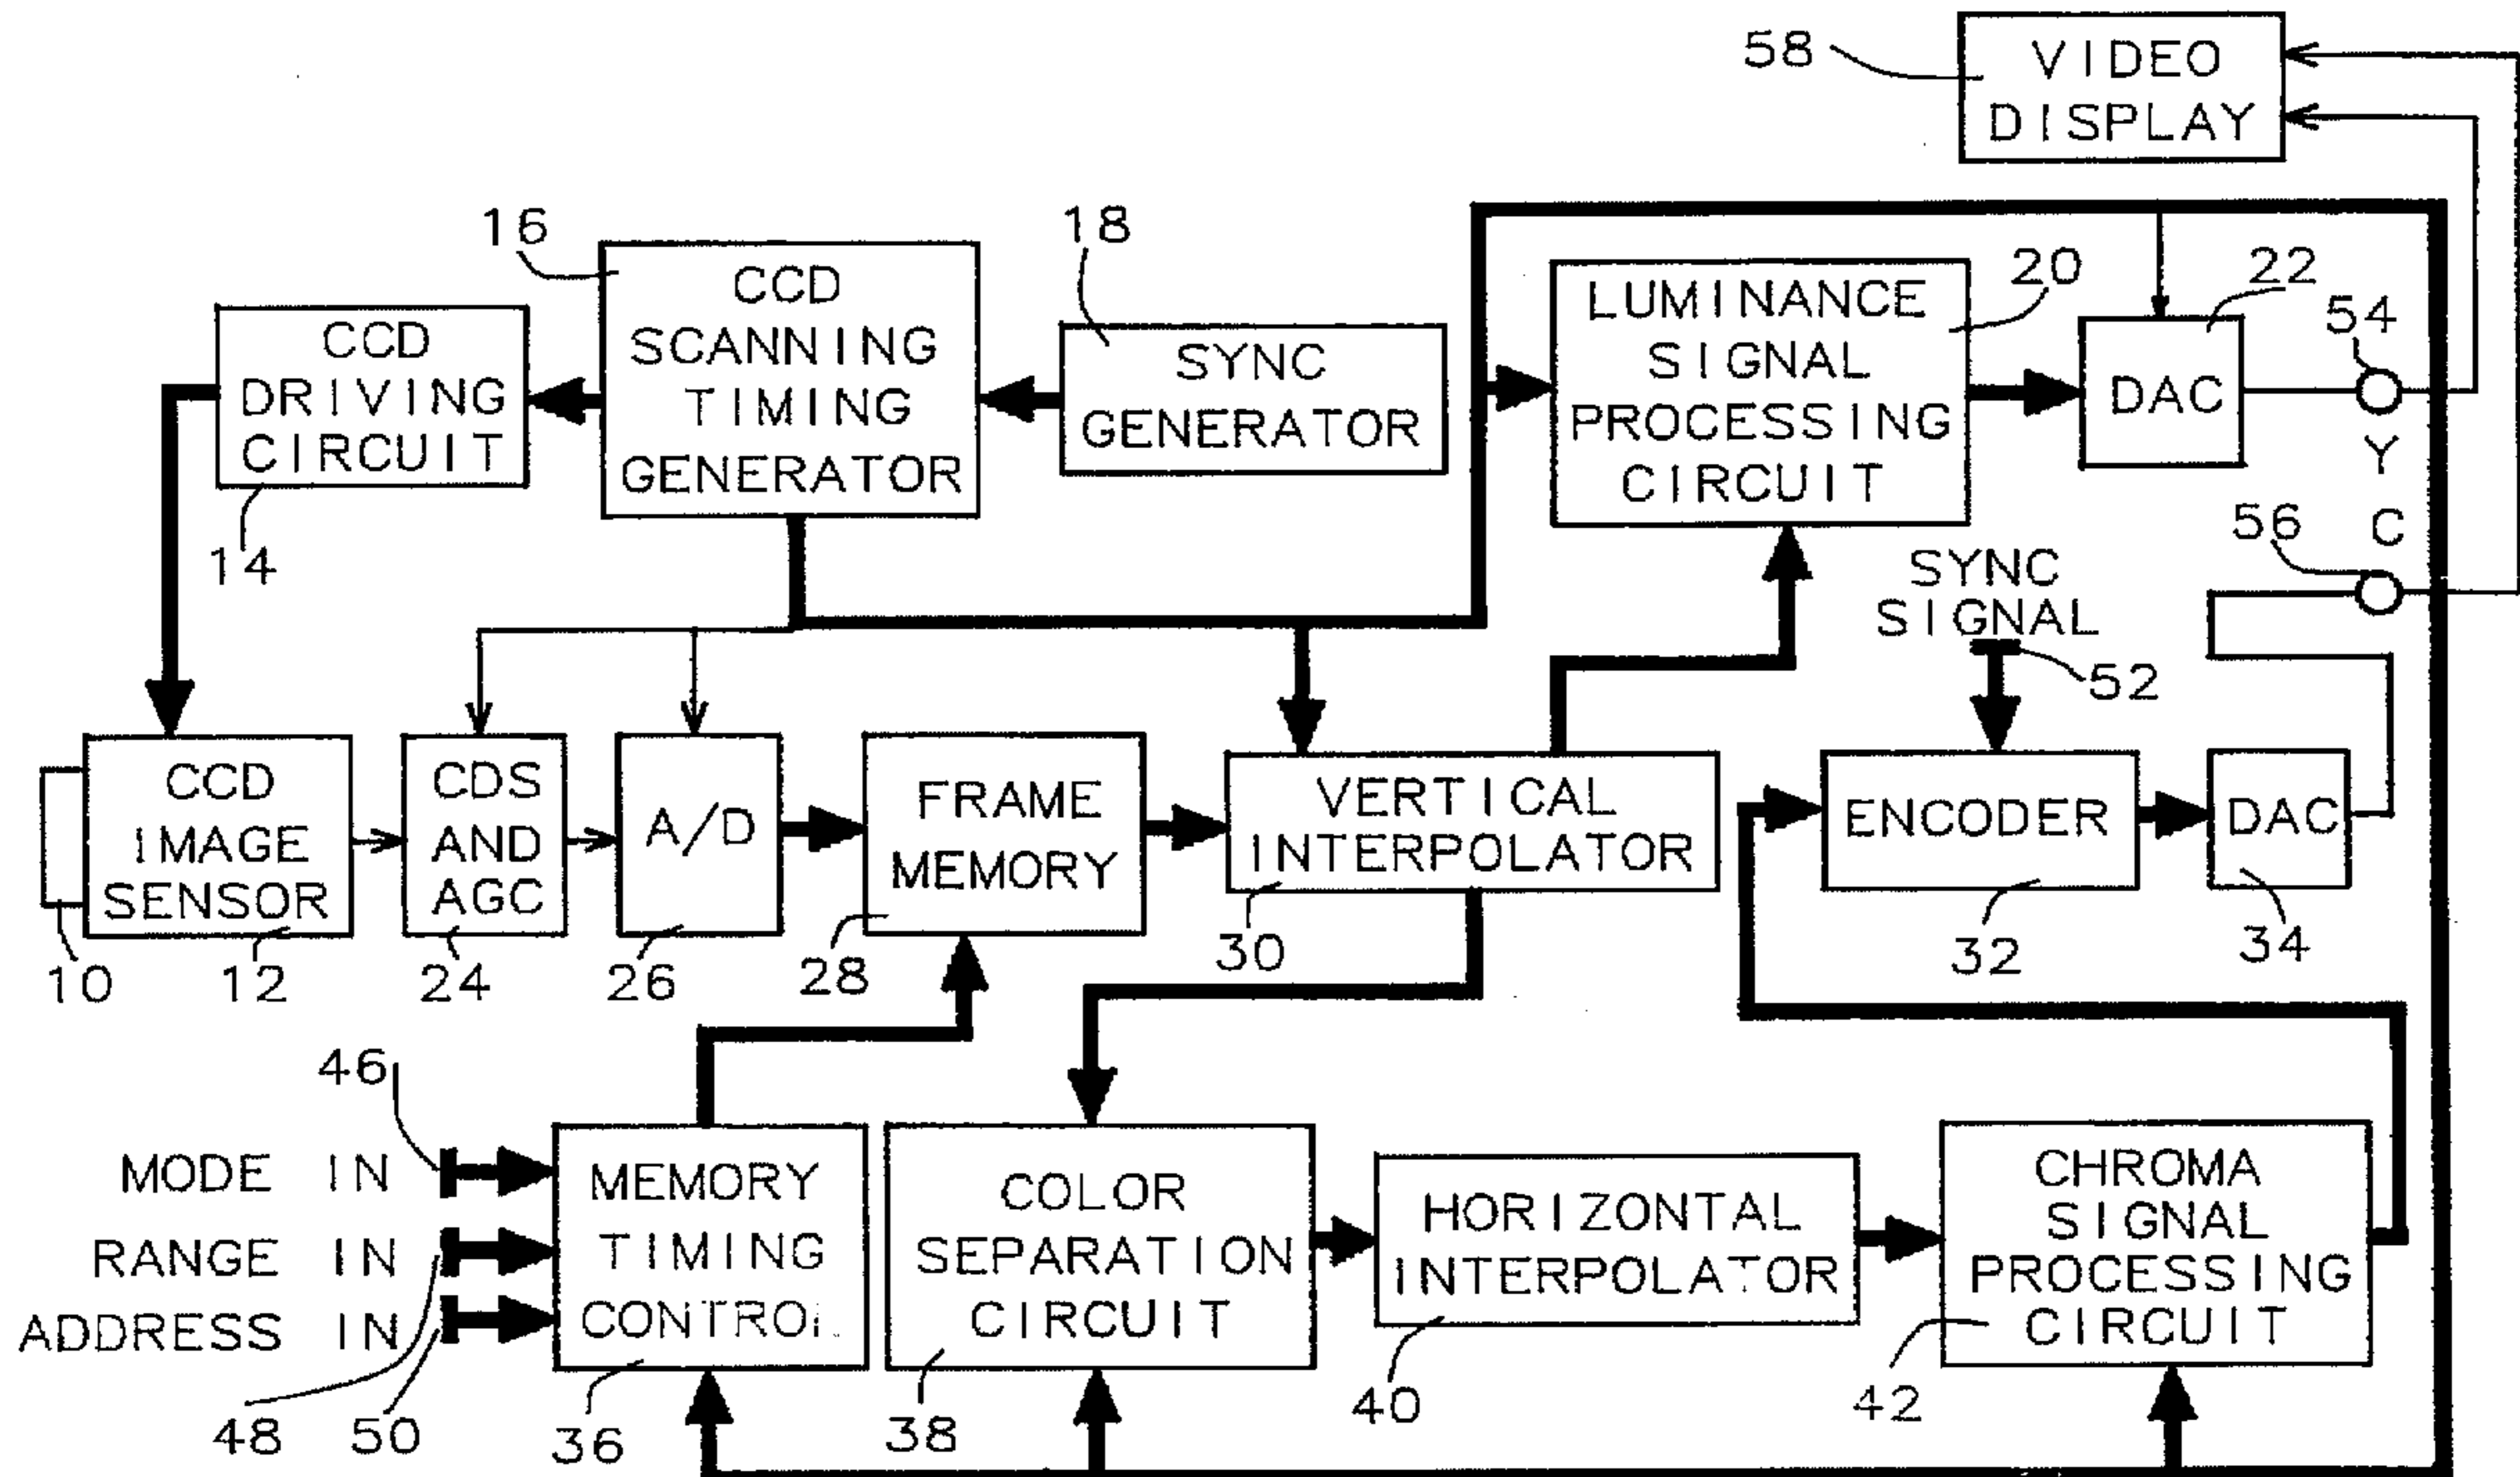 58
VIDEO
DISPLAY
16
18
20
22
54
CCD
SCANNING
TIMING
GENERATOR
CCD
DRIVING
CIRCUIT
14
SYNC
GENERATOR
LUMINANCE
SIGNAL
PROCESSING
CIRCUIT
DAC
Y
C
56
SYNC
SIGNAL
52
CCD
IMAGE
SENSOR
10
12
CDS
AND
AGC
24
A/D
26
FRAME
MEMORY
28
VERTICAL
INTERPOLATOR
30
ENCODER
32
DAC
34
46
MODE IN
RANGE IN
ADDRESS IN
48
50
MEMORY
TIMING
CONTROL
36
COLOR
SEPARATION
CIRCUIT
38
HORIZONTAL
INTERPOLATOR
40
CHROMA
SIGNAL
PROCESSING
CIRCUIT
42